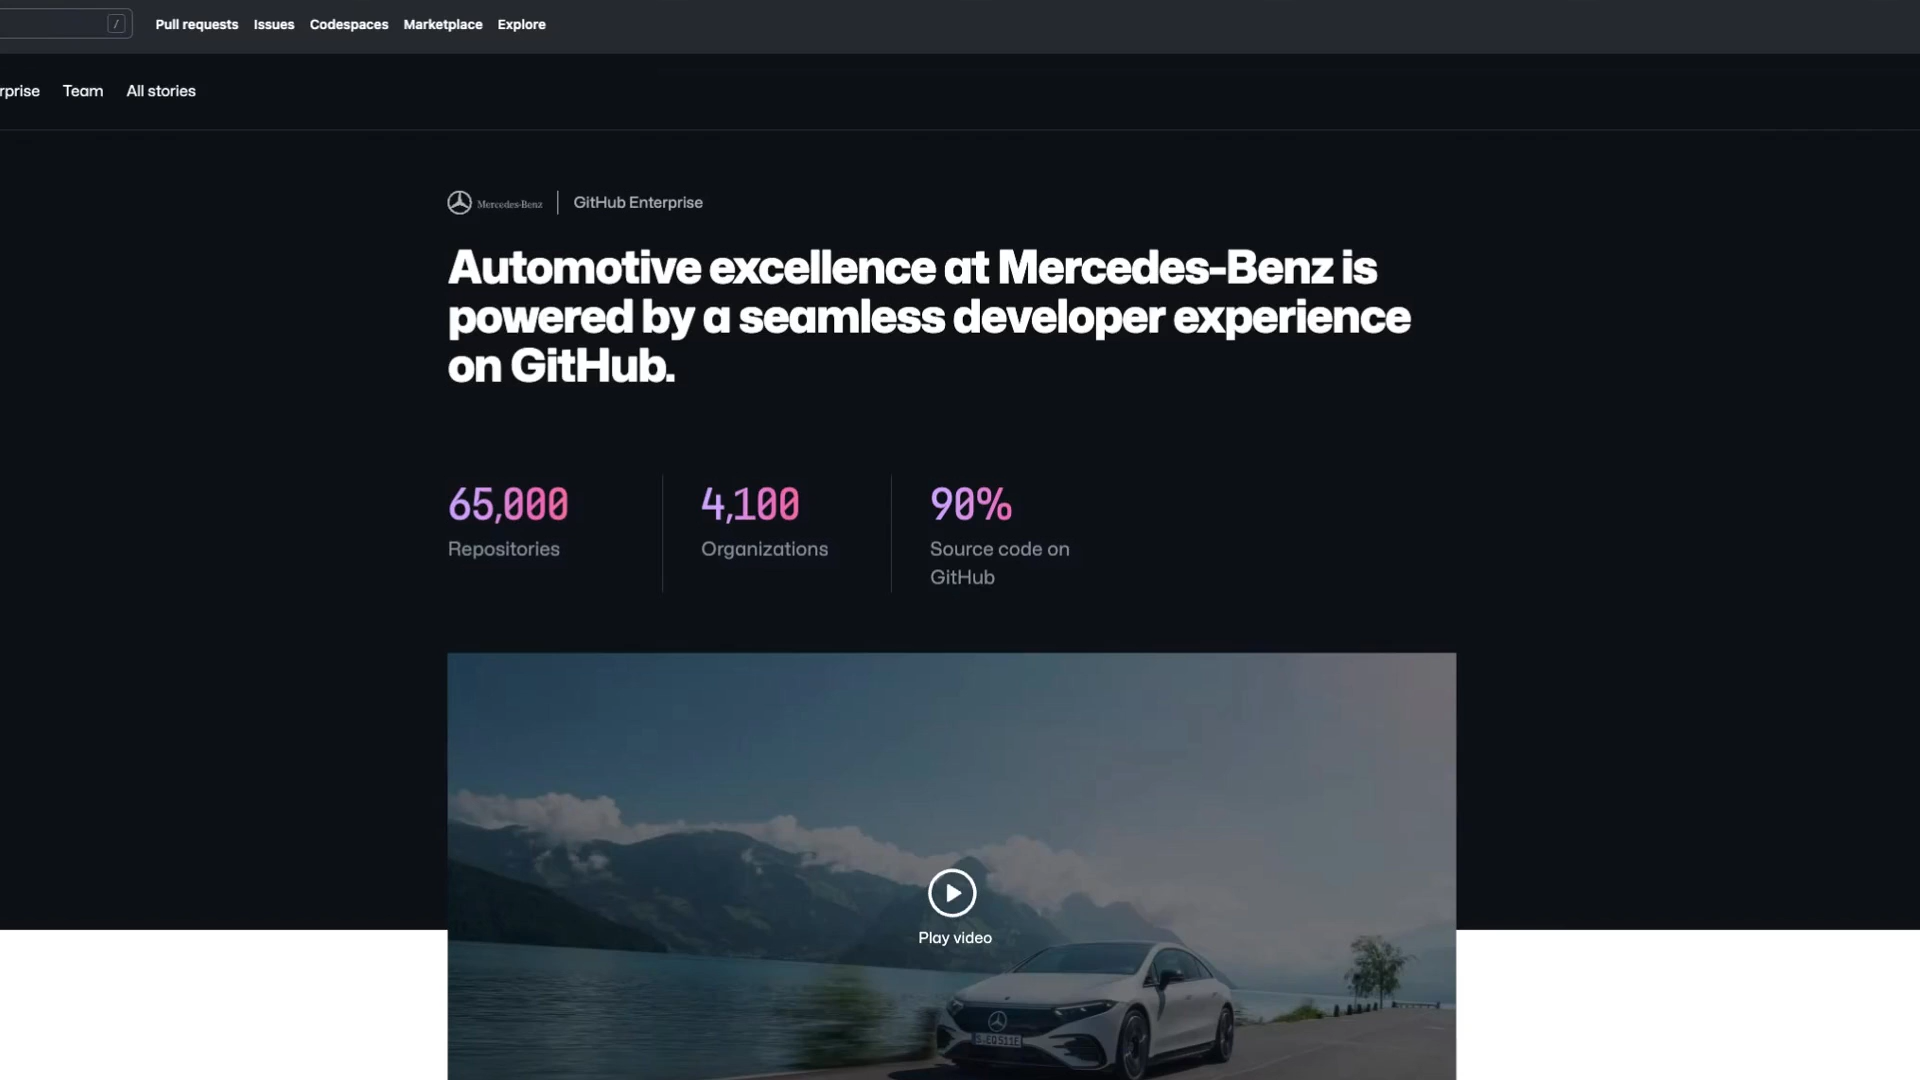 /
Pull requests Issues Codespaces Marketplace Explore
rprise Team All stories
Mercedes-Benz GitHub Enterprise
Automotive excellence at Mercedes-Benz is
powered by a seamless developer experience
on GitHub.
65,000 4,100 90%
Repositories Organizations Source code on
GitHub
Play video